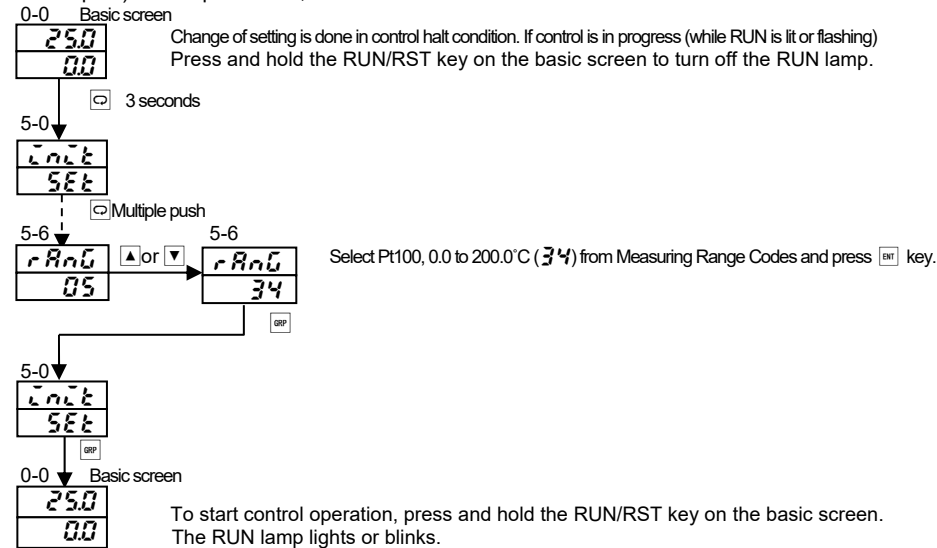 0-0 Basic screen
25.0
0.0
Change of setting is done in control halt condition. If control is in progress (while RUN is lit or flashing)
Press and hold the RUN/RST key on the basic screen to turn off the RUN lamp.
3 seconds
5-0
init
SEt
Multiple push
5-6
rAnG
05
▲ or ▼
5-6
rAnG
34
Select Pt100, 0.0 to 200.0˚C (34) from Measuring Range Codes and press ENT key.
GRP
5-0
init
SEt
GRP
0-0 Basic screen
25.0
0.0
To start control operation, press and hold the RUN/RST key on the basic screen.
The RUN lamp lights or blinks.